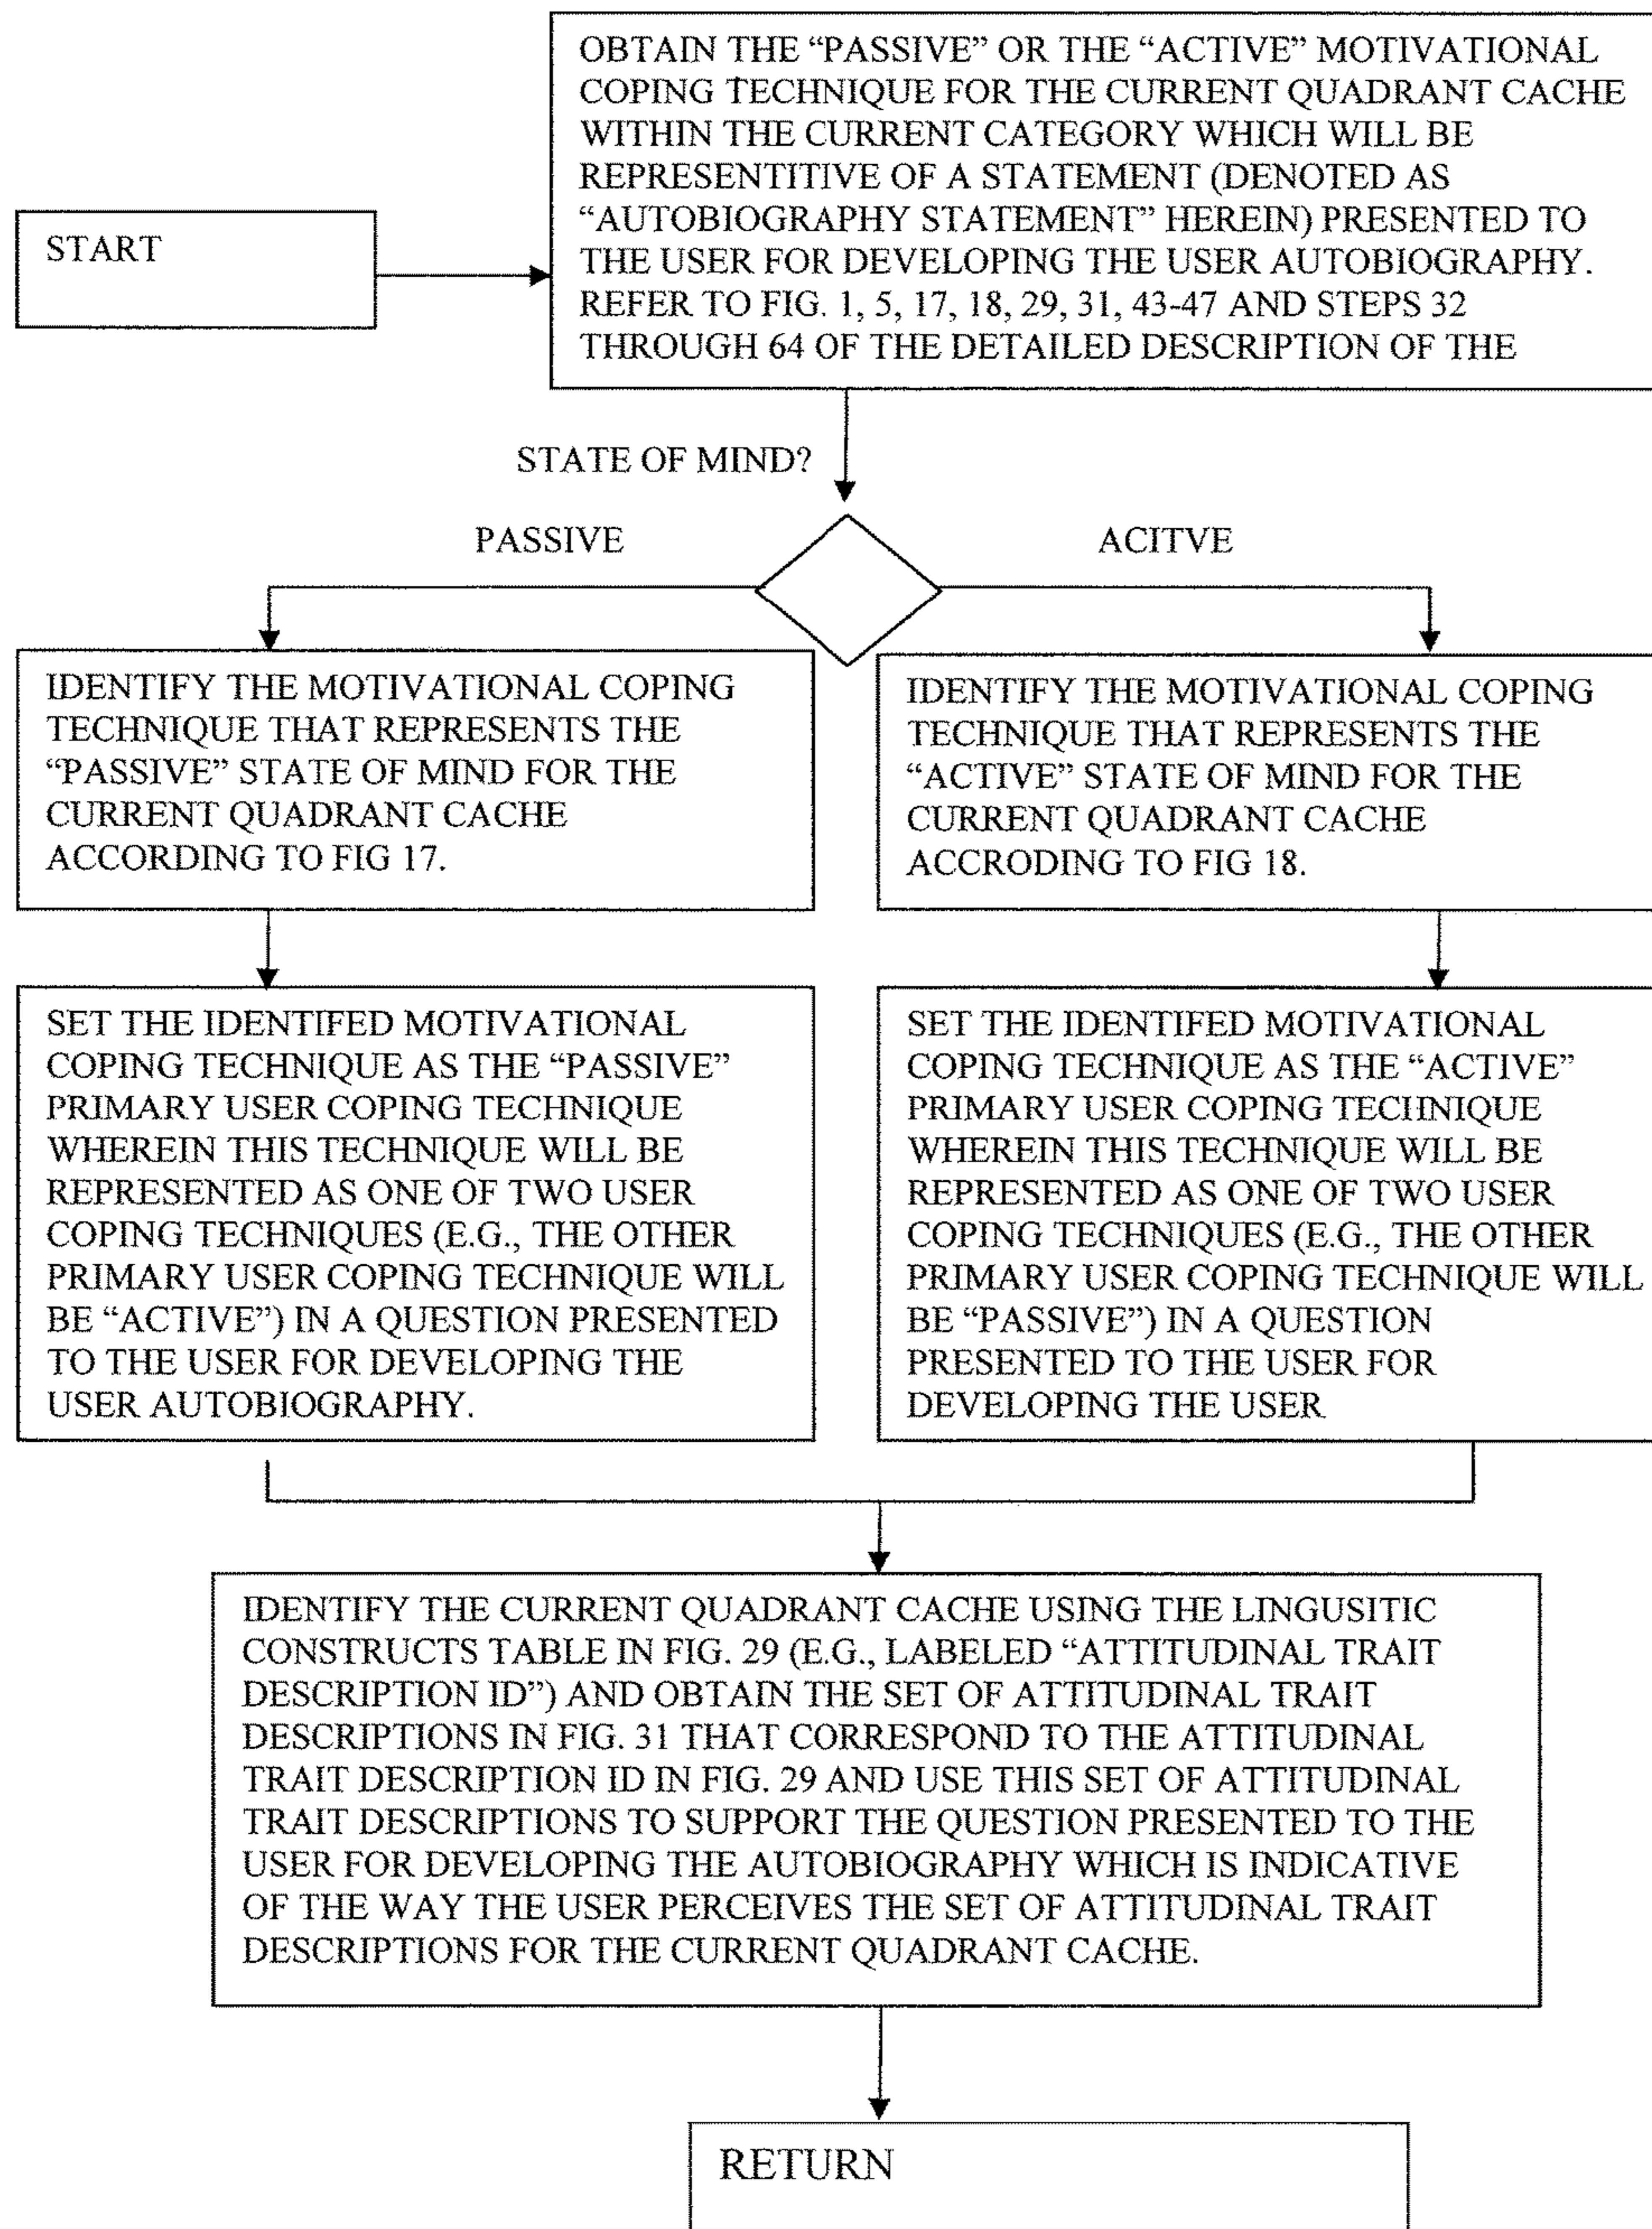 OBTAIN THE “PASSIVE” OR THE “ACTIVE” MOTIVATIONAL
COPING TECHNIQUE FOR THE CURRENT QUADRANT CACHE
WITHIN THE CURRENT CATEGORY WHICH WILL BE
REPRESENTITIVE OF A STATEMENT (DENOTED AS
“AUTOBIOGRAPHY STATEMENT” HEREIN) PRESENTED TO
THE USER FOR DEVELOPING THE USER AUTOBIOGRAPHY.
REFER TO FIG. 1, 5, 17, 18, 29, 31, 43-47 AND STEPS 32
THROUGH 64 OF THE DETAILED DESCRIPTION OF THE
START
STATE OF MIND?
PASSIVE
ACITVE
IDENTIFY THE MOTIVATIONAL COPING
TECHNIQUE THAT REPRESENTS THE
“PASSIVE” STATE OF MIND FOR THE
CURRENT QUADRANT CACHE
ACCORDING TO FIG 17.
IDENTIFY THE MOTIVATIONAL COPING
TECHNIQUE THAT REPRESENTS THE
“ACTIVE” STATE OF MIND FOR THE
CURRENT QUADRANT CACHE
ACCRODING TO FIG 18.
SET THE IDENTIFED MOTIVATIONAL
COPING TECHNIQUE AS THE “PASSIVE”
PRIMARY USER COPING TECHNIQUE
WHEREIN THIS TECHNIQUE WILL BE
REPRESENTED AS ONE OF TWO USER
COPING TECHNIQUES (E.G., THE OTHER
PRIMARY USER COPING TECHNIQUE WILL
BE “ACTIVE”) IN A QUESTION PRESENTED
TO THE USER FOR DEVELOPING THE
USER AUTOBIOGRAPHY.
SET THE IDENTIFED MOTIVATIONAL
COPING TECHNIQUE AS THE “ACTIVE”
PRIMARY USER COPING TECHNIQUE
WHEREIN THIS TECHNIQUE WILL BE
REPRESENTED AS ONE OF TWO USER
COPING TECHNIQUES (E.G., THE OTHER
PRIMARY USER COPING TECHNIQUE WILL
BE “PASSIVE”) IN A QUESTION
PRESENTED TO THE USER FOR
DEVELOPING THE USER
IDENTIFY THE CURRENT QUADRANT CACHE USING THE LINGUSITIC
CONSTRUCTS TABLE IN FIG. 29 (E.G., LABELED “ATTITUDINAL TRAIT
DESCRIPTION ID”) AND OBTAIN THE SET OF ATTITUDINAL TRAIT
DESCRIPTIONS IN FIG. 31 THAT CORRESPOND TO THE ATTITUDINAL
TRAIT DESCRIPTION ID IN FIG. 29 AND USE THIS SET OF ATTITUDINAL
TRAIT DESCRIPTIONS TO SUPPORT THE QUESTION PRESENTED TO THE
USER FOR DEVELOPING THE AUTOBIOGRAPHY WHICH IS INDICATIVE
OF THE WAY THE USER PERCEIVES THE SET OF ATTITUDINAL TRAIT
DESCRIPTIONS FOR THE CURRENT QUADRANT CACHE.
RETURN